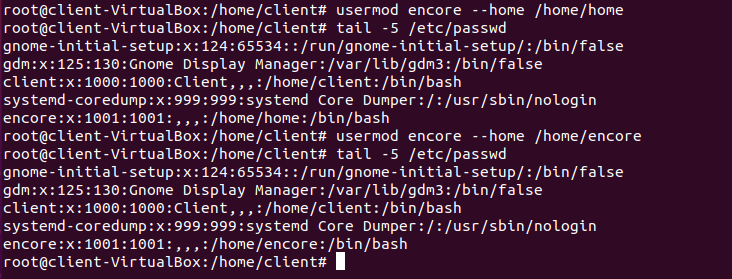 root@client-VirtualBox:/home/client# usermod encore --home /home/home
root@client-VirtualBox:/home/client# tail -5 /etc/passwd
gnome-initial-setup:x:124:65534::/run/gnome-initial-setup/:/bin/false
gdm:x:125:130:Gnome Display Manager:/var/lib/gdm3:/bin/false
client:x:1000:1000:Client,,,:/home/client:/bin/bash
systemd-coredump:x:999:999:systemd Core Dumper:/:/usr/sbin/nologin
encore:x:1001:1001:,,,:/home/home:/bin/bash
root@client-VirtualBox:/home/client# usermod encore --home /home/encore
root@client-VirtualBox:/home/client# tail -5 /etc/passwd
gnome-initial-setup:x:124:65534::/run/gnome-initial-setup/:/bin/false
gdm:x:125:130:Gnome Display Manager:/var/lib/gdm3:/bin/false
client:x:1000:1000:Client,,,:/home/client:/bin/bash
systemd-coredump:x:999:999:systemd Core Dumper:/:/usr/sbin/nologin
encore:x:1001:1001:,,,:/home/encore:/bin/bash
root@client-VirtualBox:/home/client#